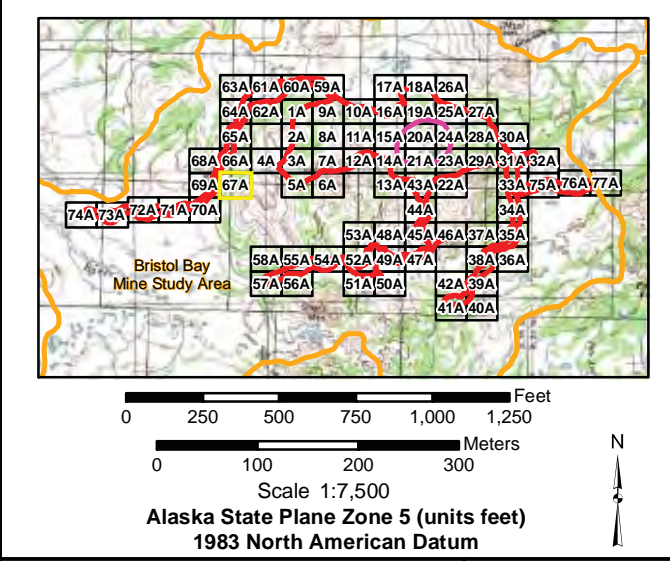 63A 61A 60A 59A 17A 18A 26A
64A 62A 1A 9A 10A 16A 19A 25A 27A
65A 2A 8A 11A 15A 20A 24A 28A 30A
68A 66A 4A 3A 7A 12A 14A 21A 23A 29A 31A 32A
69A 67A 5A 6A 13A 43A 22A 33A 75A 76A 77A
74A 73A 72A 71A 70A 44A 34A
53A 48A 45A 46A 37A 35A
58A 55A 54A 52A 49A 47A 38A 36A
57A 56A 51A 50A 42A 39A
41A 40A
Bristol Bay
Mine Study Area
Feet
0 250 500 750 1,000 1,250
Meters
0 100 200 300
N
Scale 1:7,500
Alaska State Plane Zone 5 (units feet)
1983 North American Datum